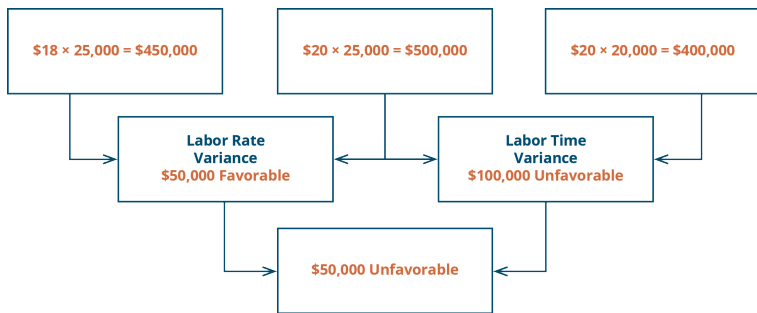 $18 × 25,000 = $450,000
$20 × 25,000 = $500,000
$20 × 20,000 = $400,000
Labor Rate
Variance
$50,000 Favorable
Labor Time
Variance
$100,000 Unfavorable
$50,000 Unfavorable